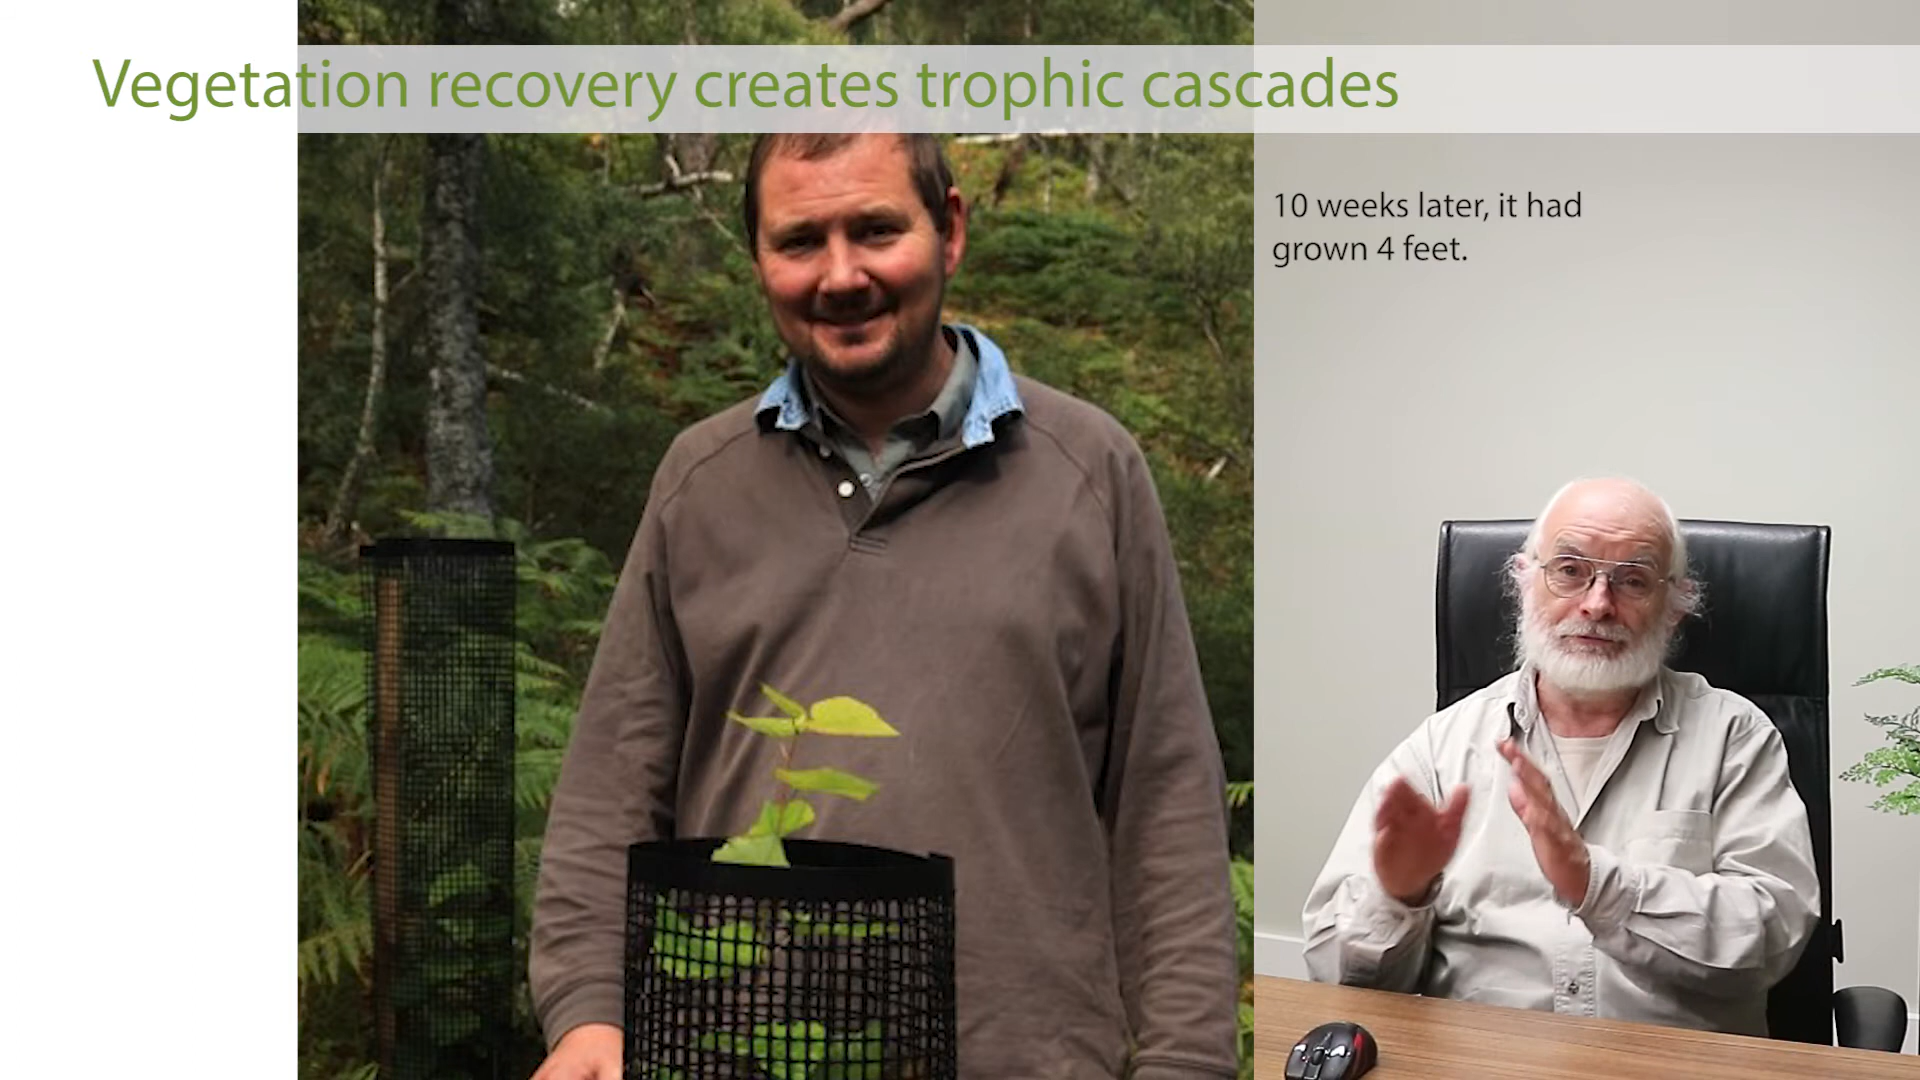 Vegetation recovery creates trophic cascades
10 weeks later, it had
grown 4 feet.